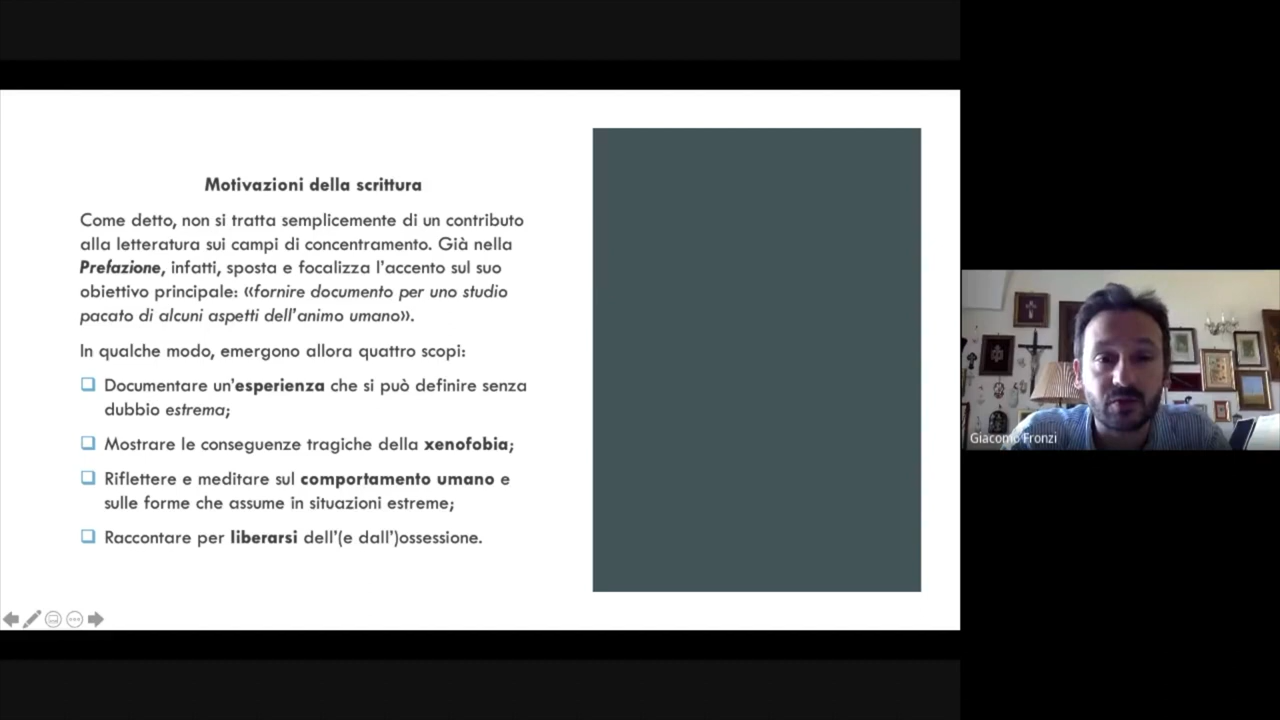 Motivazioni della scrittura
Come detto, non si tratta semplicemente di un contributo
alla letteratura sui campi di concentramento. Già nella
Prefazione, infatti, sposta e focalizza l'accento sul suo
obiettivo principale: «fornire documento per uno studio
pacato di alcuni aspetti dell'animo umano».
In qualche modo, emergono allora quattro scopi:
Documentare un'esperienza che si può definire senza
dubbio estrema;
Mostrare le conseguenze tragiche della xenofobia;
Riflettere e meditare sul comportamento umano e
sulle forme che assume in situazioni estreme;
Raccontare per liberarsi dell'(e dall')ossessione.
Giacomo Fronzi